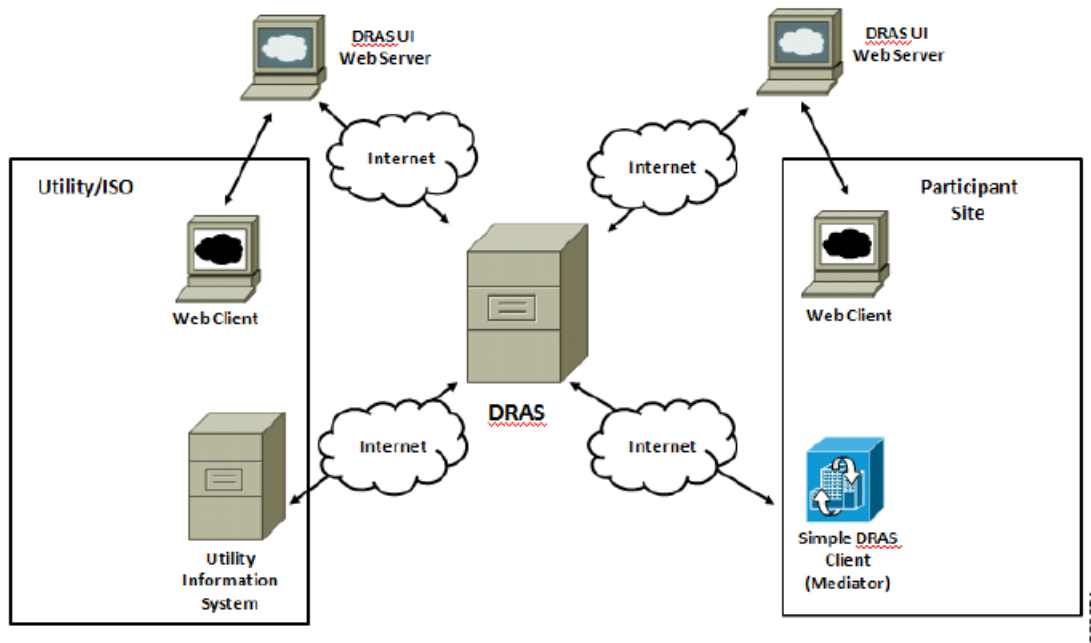 DRAS UI
Web Server
DRAS UI
Web Server
Internet
Internet
Utility/ISO
Participant
Site
Web Client
Web Client
DRAS
Internet
Internet
Utility
Information
System
Simple DRAS
Client
(Mediator)